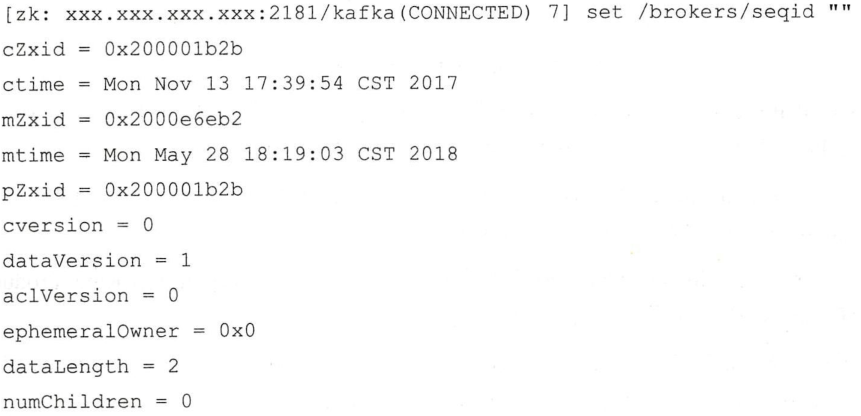 [zk: xxx.xxx.xxx.xxx:2181/kafka(CONNECTED) 7] set /brokers/seqid ""
cZxid = 0x200001b2b
ctime = Mon Nov 13 17:39:54 CST 2017
mZxid = 0x2000e6eb2
mtime = Mon May 28 18:19:03 CST 2018
pZxid = 0x200001b2b
cversion = 0
dataVersion = 1
aclVersion = 0
ephemeralOwner = 0x0
dataLength = 2
numChildren = 0